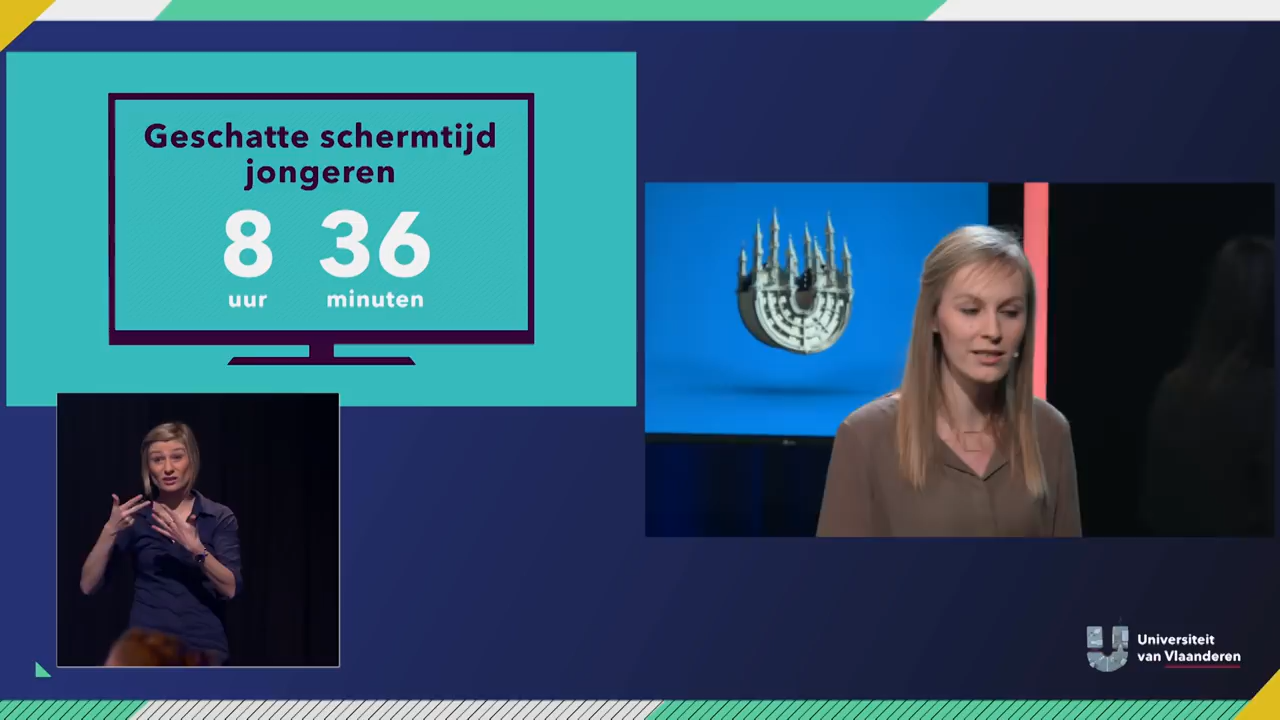 Geschatte schermtijd
jongeren
8 36
uur minuten
Universiteit
van Vlaanderen